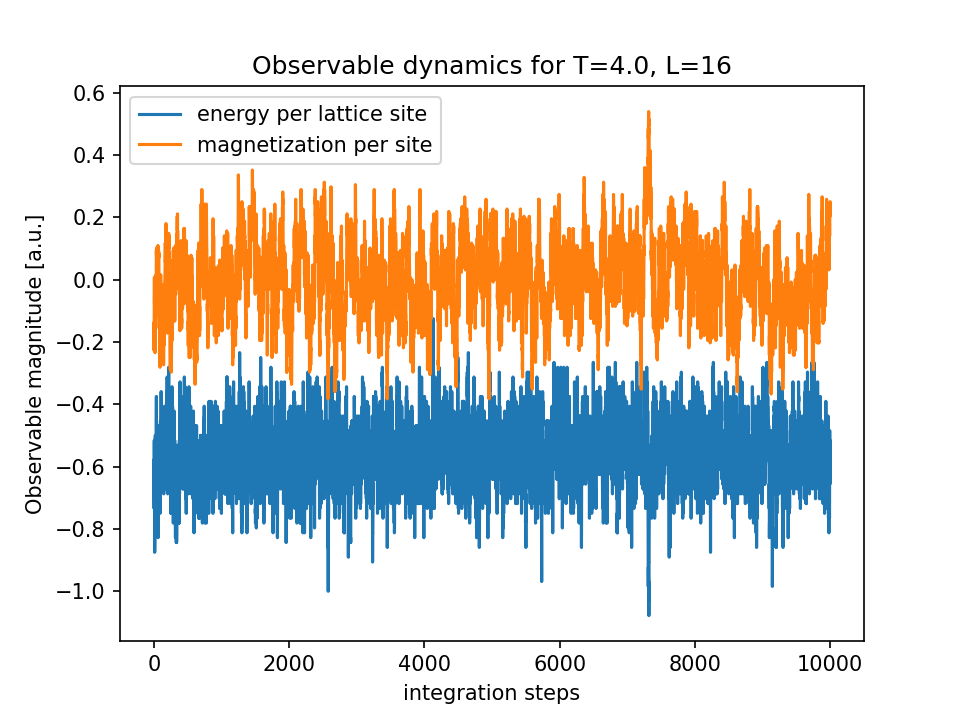 Observable dynamics for T=4.0, L=16
energy per lattice site
magnetization per site
Observable magnitude [a.u.]
0.6
0.4
0.2
0.0
−0.2
−0.4
−0.6
−0.8
−1.0
0 2000 4000 6000 8000 10000
integration steps